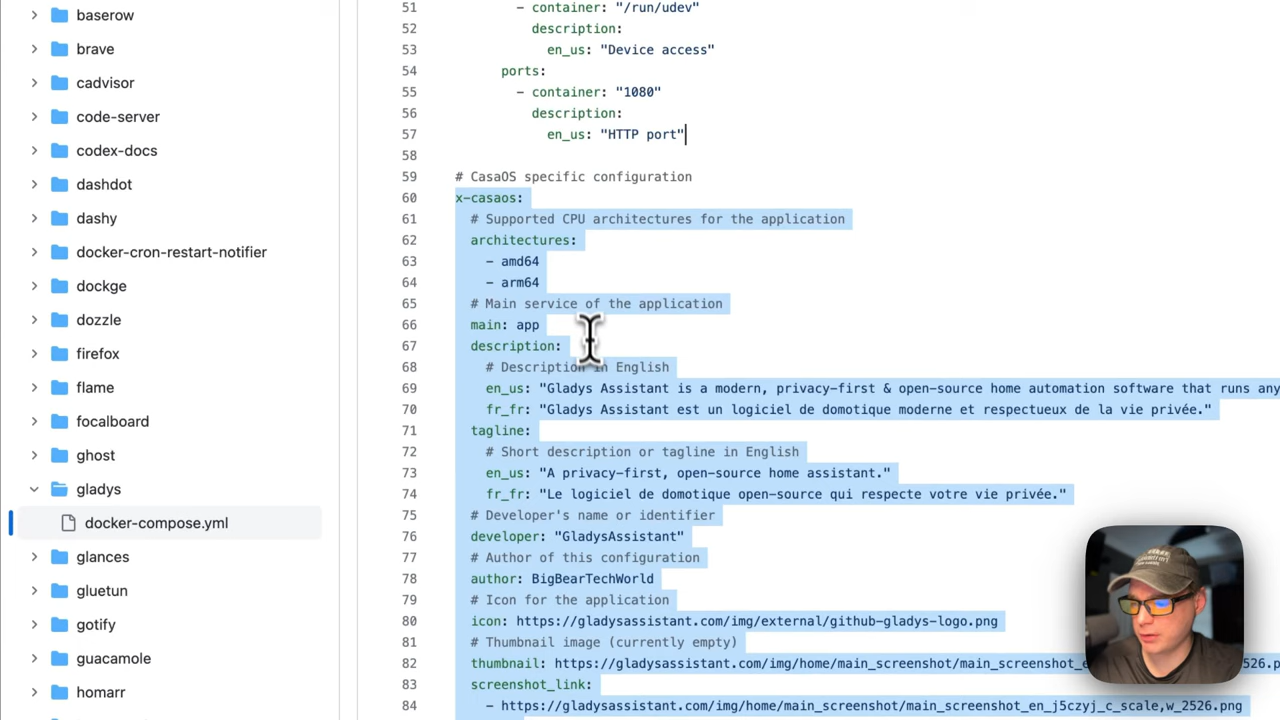 baserow
brave
cadvisor
code-server
codex-docs
dashdot
dashy
docker-cron-restart-notifier
dockge
dozzle
firefox
flame
focalboard
ghost
gladys
docker-compose.yml
glances
gluetun
gotify
guacamole
homarr
51 - container: "/run/udev"
52 description:
53 en_us: "Device access"
54 ports:
55 - container: "1080"
56 description:
57 en_us: "HTTP port"
58
59 # CasaOS specific configuration
60 x-casaos:
61 # Supported CPU architectures for the application
62 architectures:
63 - amd64
64 - arm64
65 # Main service of the application
66 main: app
67 description:
68 # Description in English
69 en_us: "Gladys Assistant is a modern, privacy-first & open-source home automation software that runs any
70 fr_fr: "Gladys Assistant est un logiciel de domotique moderne et respectueux de la vie privée."
71 tagline:
72 # Short description or tagline in English
73 en_us: "A privacy-first, open-source home assistant."
74 fr_fr: "Le logiciel de domotique open-source qui respecte votre vie privée."
75 # Developer's name or identifier
76 developer: "GladysAssistant"
77 # Author of this configuration
78 author: BigBearTechWorld
79 # Icon for the application
80 icon: https://gladysassistant.com/img/external/github-gladys-logo.png
81 # Thumbnail image (currently empty)
82 thumbnail: https://gladysassistant.com/img/home/main_screenshot/main_screenshot_e 526.p
83 screenshot_link:
84 - https://gladysassistant.com/img/home/main_screenshot/main_screenshot_en_j5czyj_c_scale,w_2526.png